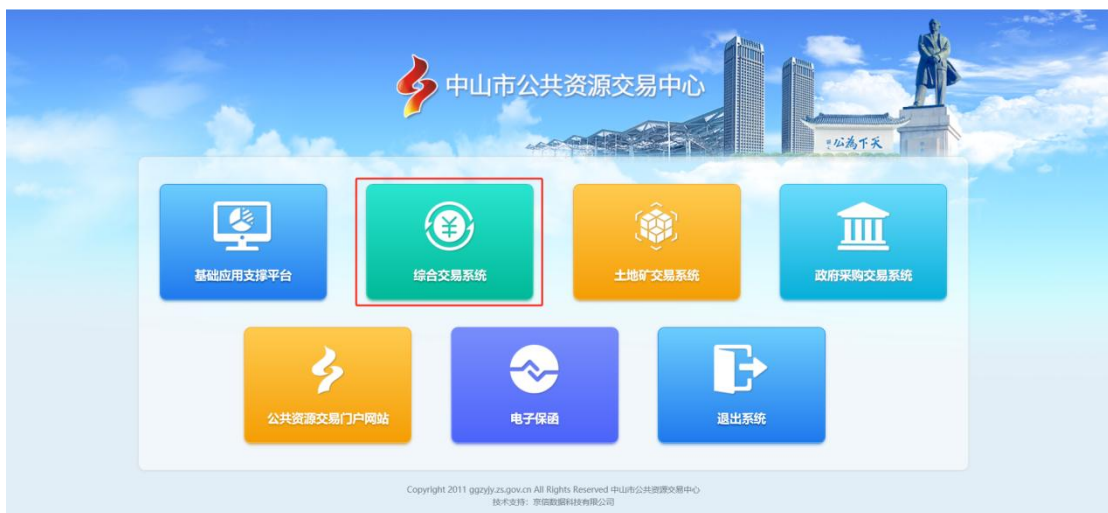 中山市公共资源交易中心
天下為公
基础应用支撑平台
综合交易系统
土地矿交易系统
政府采购交易系统
公共资源交易门户网站
电子保函
退出系统
Copyright 2011 ggzyjy.zs.gov.cn All Rights Reserved 中山市公共资源交易中心
技术支持：京信数据科技有限公司